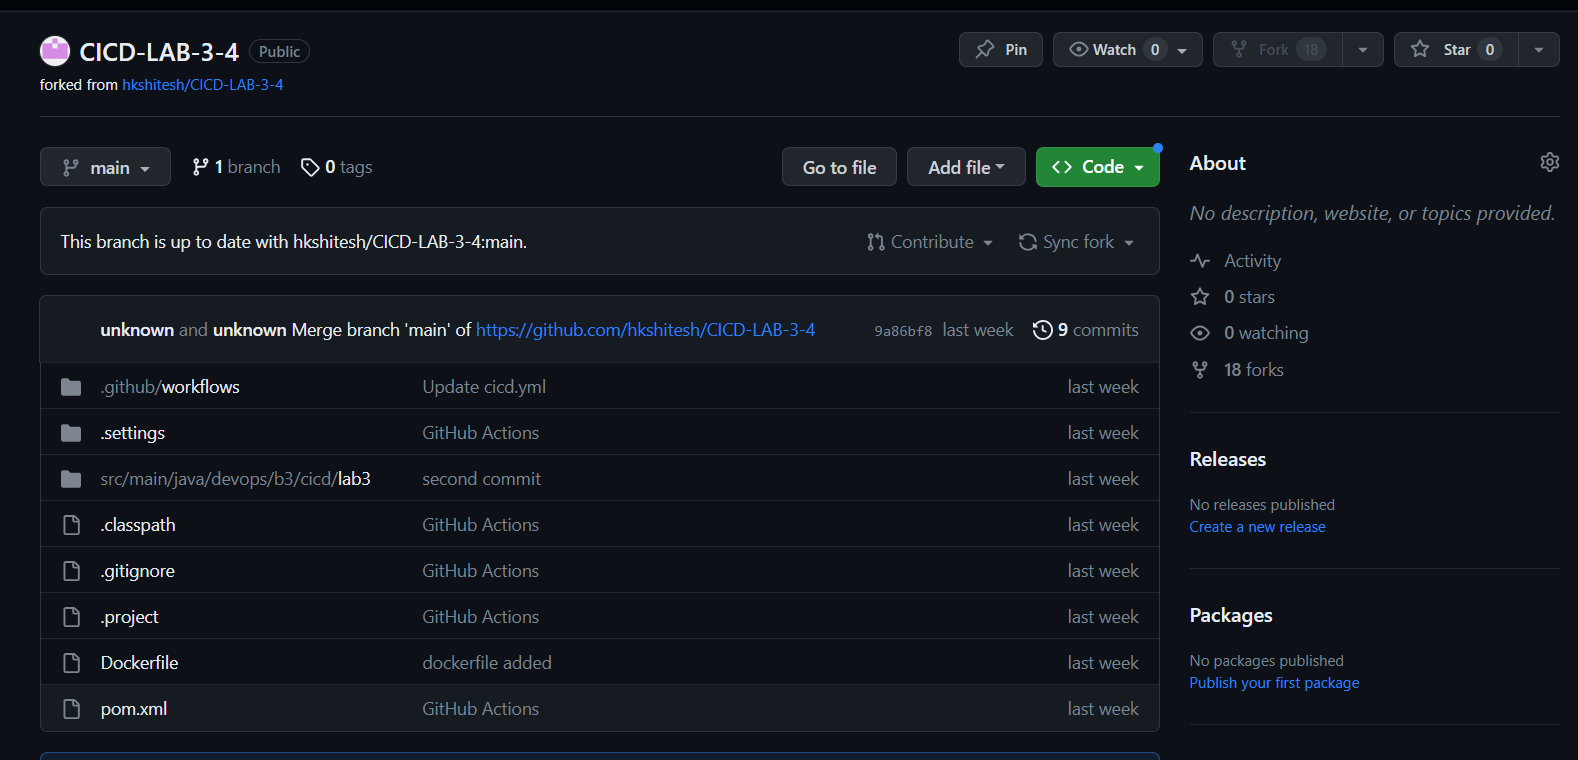 CICD-LAB-3-4 Public Pin Watch 0 Fork 18 Star 0
forked from hkshitesh/CICD-LAB-3-4
main 1 branch 0 tags Go to file Add file Code
This branch is up to date with hkshitesh/CICD-LAB-3-4:main. Contribute Sync fork
unknown and unknown Merge branch 'main' of https://github.com/hkshitesh/CICD-LAB-3-4 9a86bf8 last week 9 commits
.github/workflows Update cicd.yml last week
.settings GitHub Actions last week
src/main/java/devops/b3/cicd/lab3 second commit last week
.classpath GitHub Actions last week
.gitignore GitHub Actions last week
.project GitHub Actions last week
Dockerfile dockerfile added last week
pom.xml GitHub Actions last week
About
No description, website, or topics provided.
Activity
0 stars
0 watching
18 forks
Releases
No releases published
Create a new release
Packages
No packages published
Publish your first package